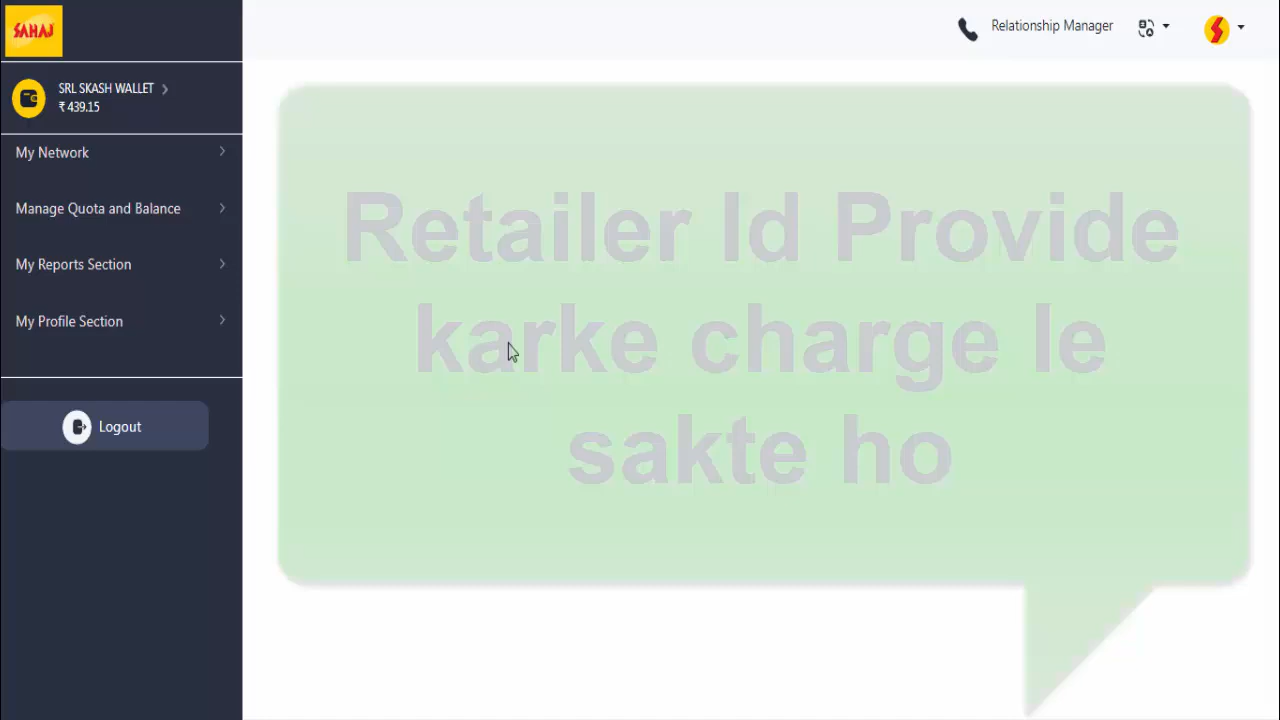 SAHAJ
Relationship Manager
SRL SKASH WALLET
₹ 439.15
My Network
Manage Quota and Balance
My Reports Section
My Profile Section
Logout
Retailer Id Provide
karke charge le
sakte ho